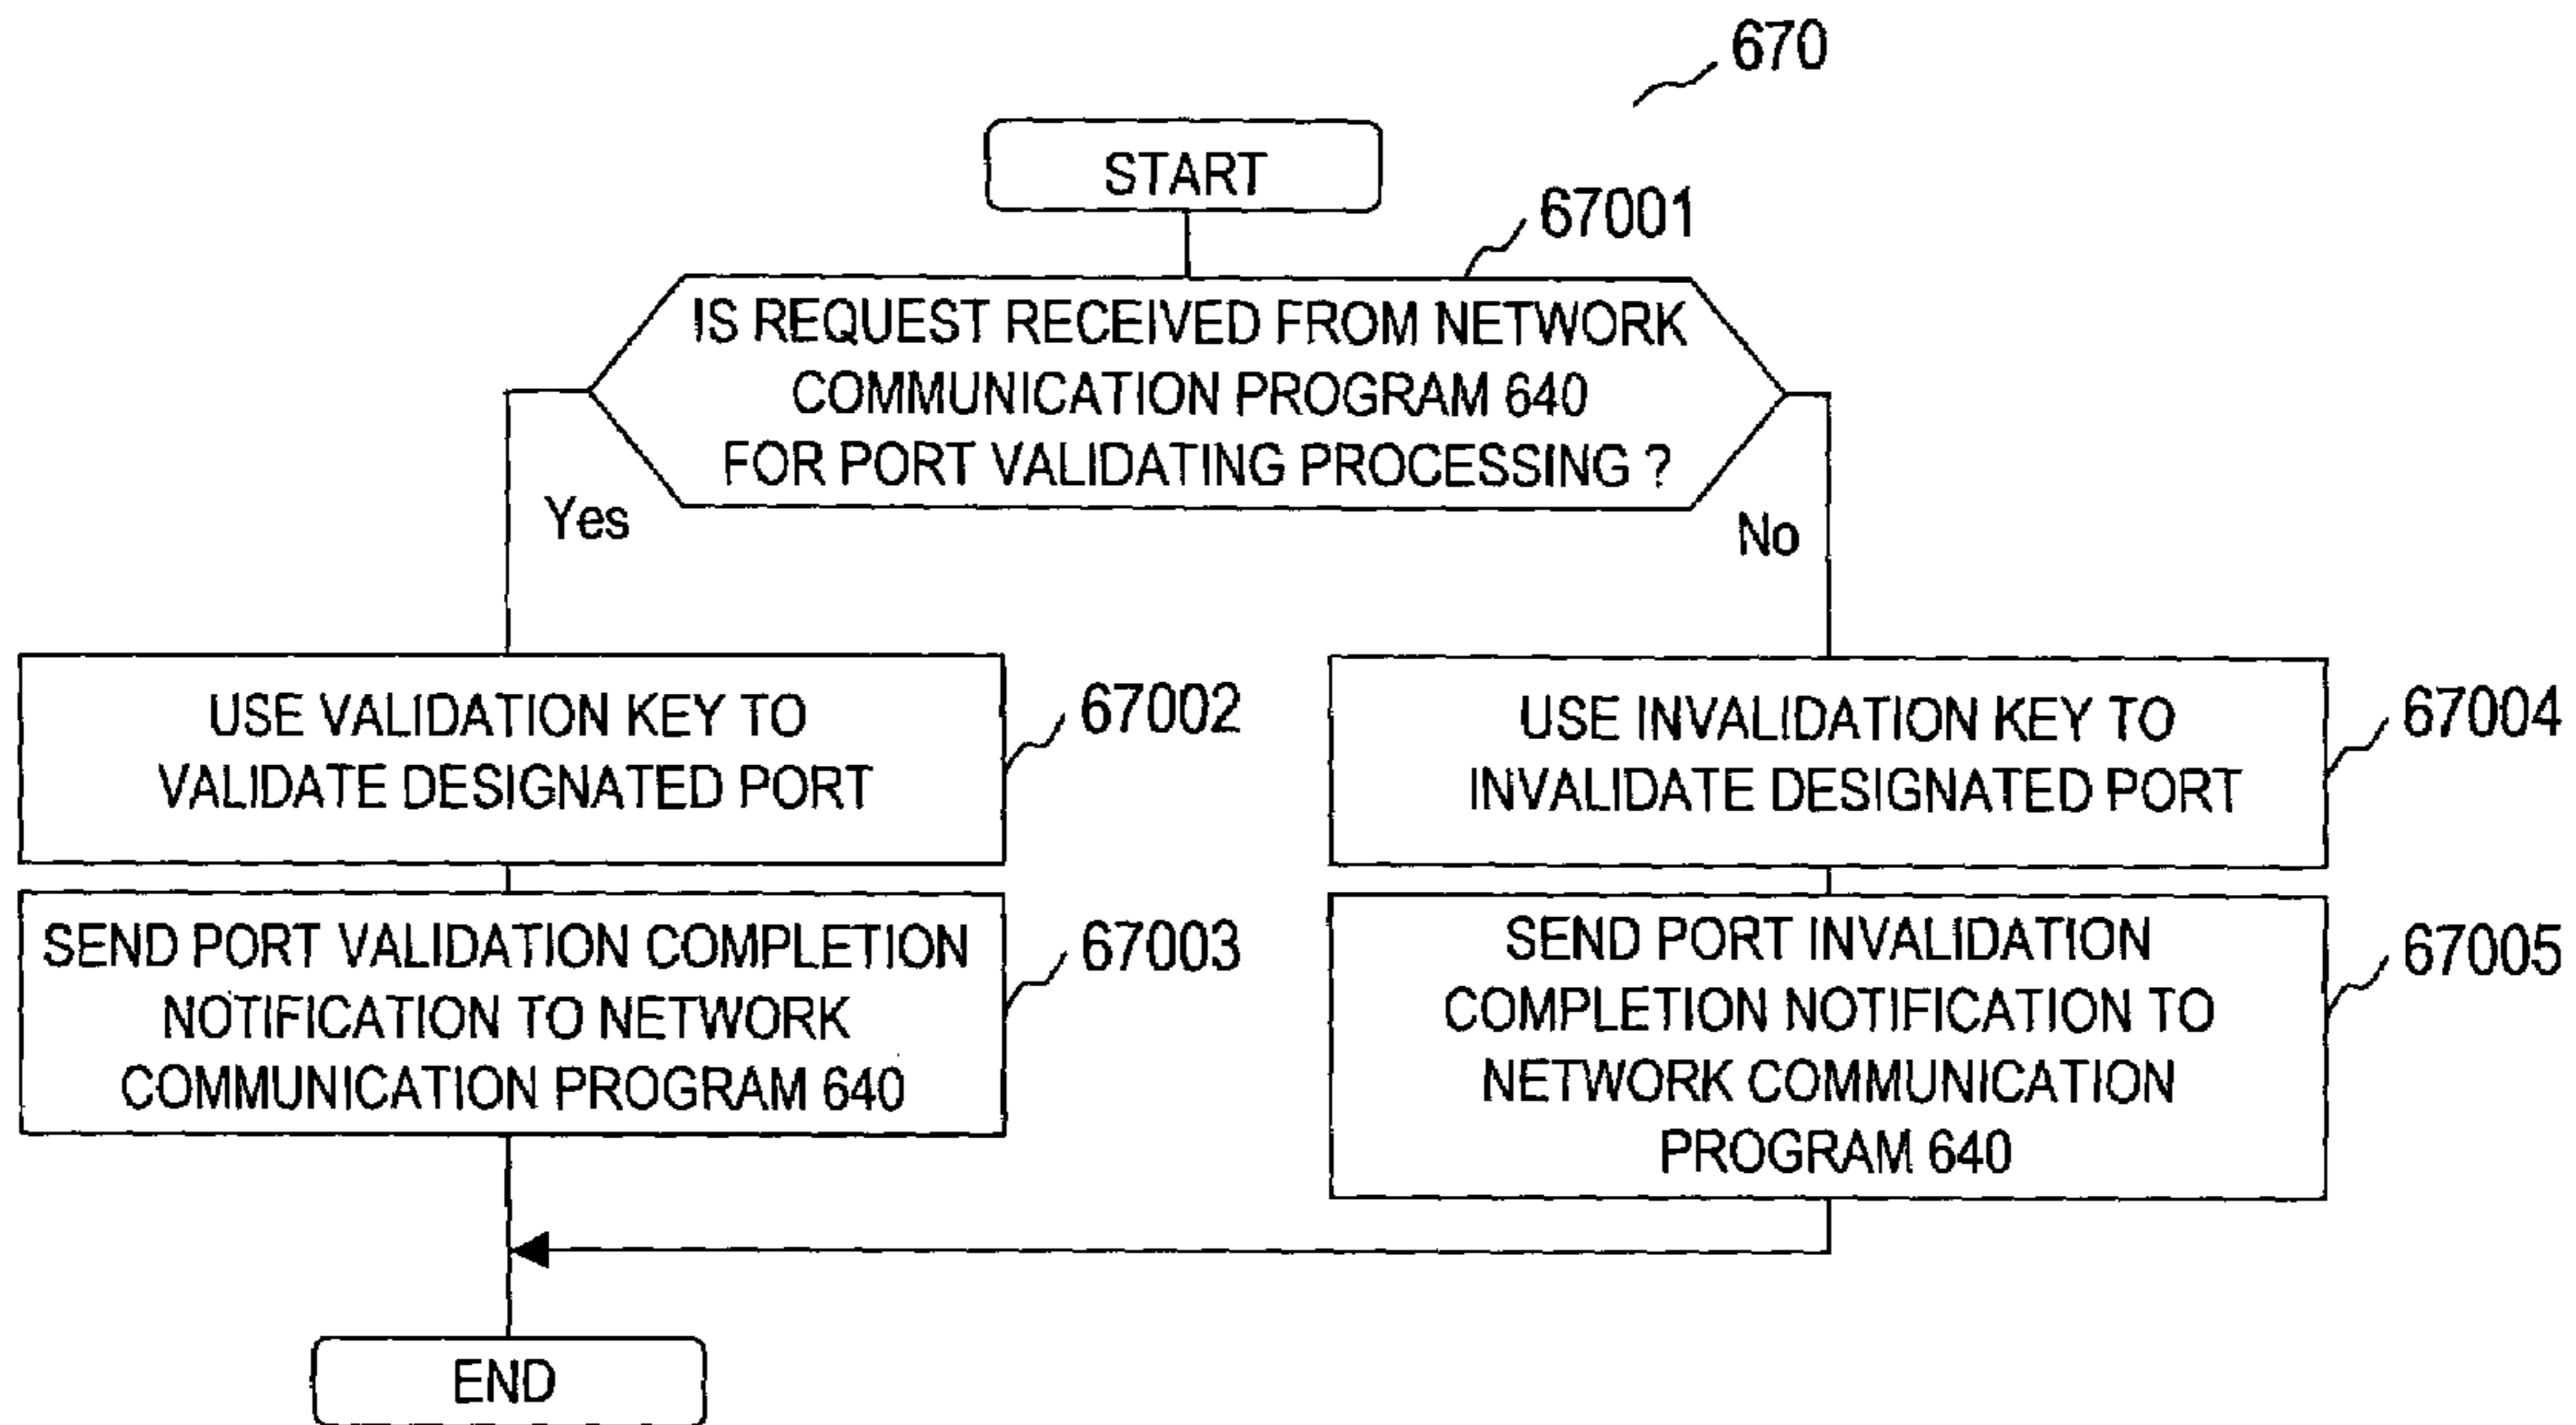 670
START
67001
IS REQUEST RECEIVED FROM NETWORK
COMMUNICATION PROGRAM 640
FOR PORT VALIDATING PROCESSING ?
Yes
No
USE VALIDATION KEY TO
VALIDATE DESIGNATED PORT
67002
SEND PORT VALIDATION COMPLETION
NOTIFICATION TO NETWORK
COMMUNICATION PROGRAM 640
67003
USE INVALIDATION KEY TO
INVALIDATE DESIGNATED PORT
67004
SEND PORT INVALIDATION
COMPLETION NOTIFICATION TO
NETWORK COMMUNICATION
PROGRAM 640
67005
END